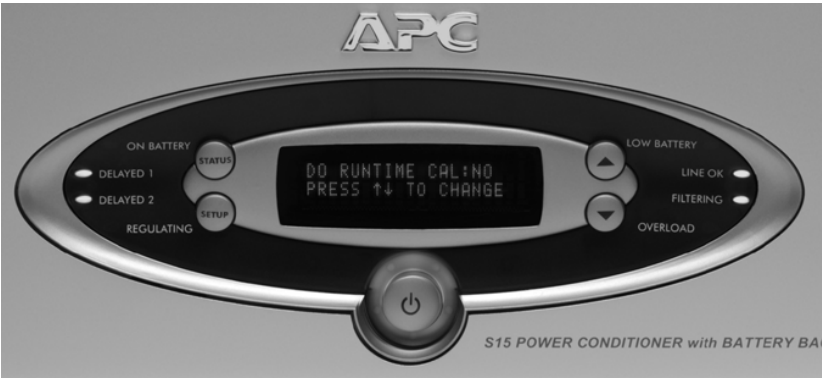 APC
ON BATTERY
DELAYED 1
DELAYED 2
REGULATING
STATUS
SETUP
DO RUNTIME CAL:NO
PRESS ↑↓ TO CHANGE
LOW BATTERY
LINE OK
FILTERING
OVERLOAD
S15 POWER CONDITIONER with BATTERY